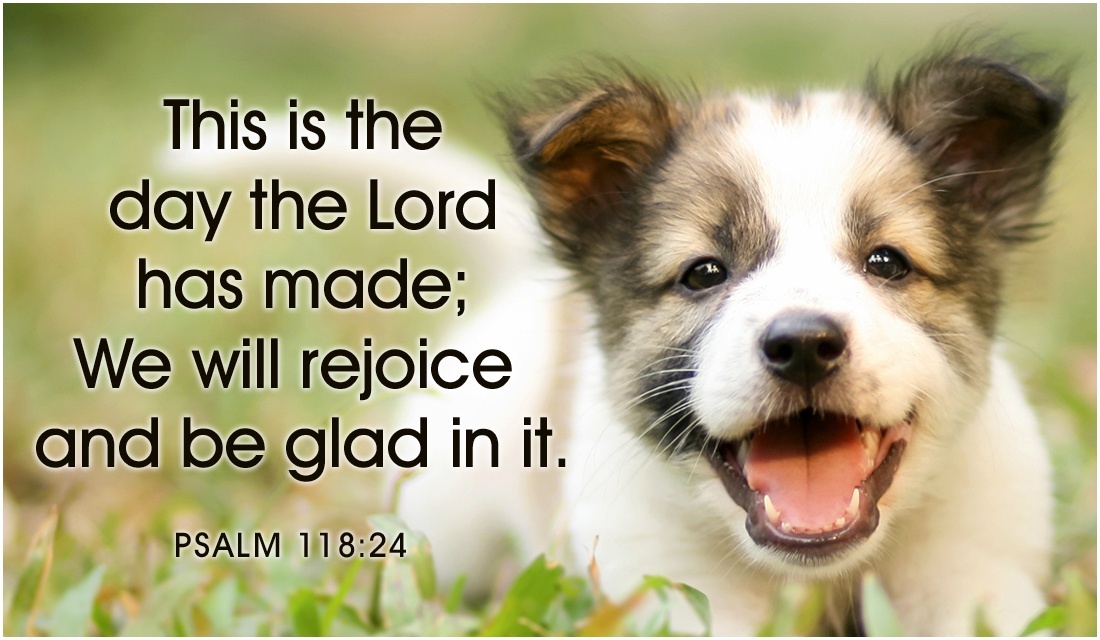 This is the
day the Lord
has made;
We will rejoice
and be glad in it.
PSALM 118:24